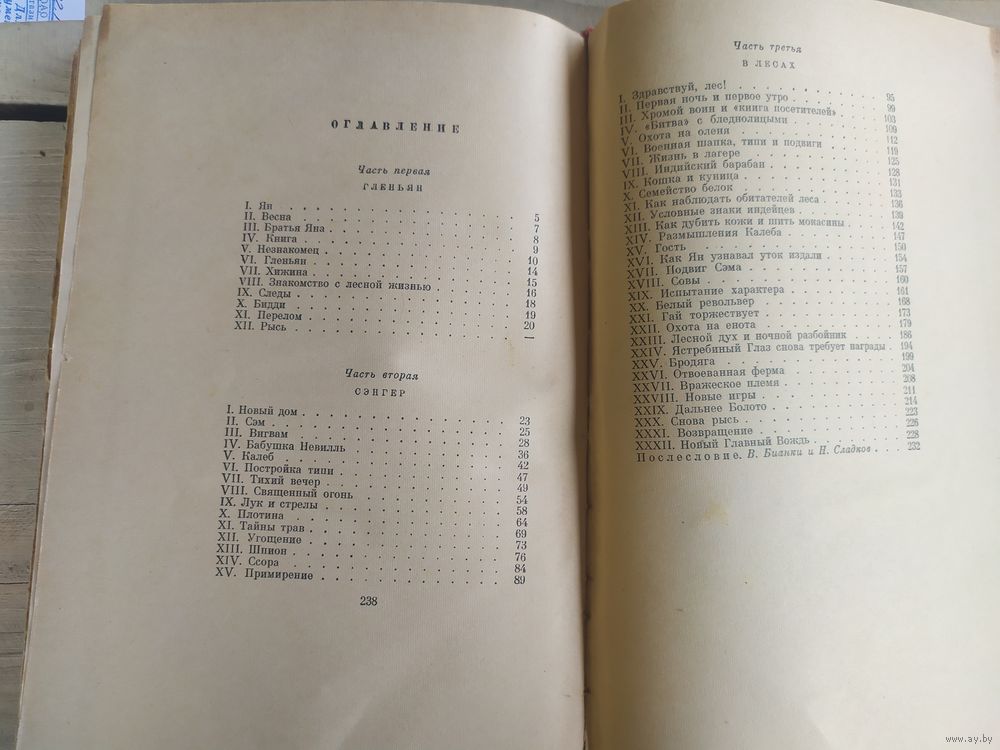 ОГЛАВЛЕНИЕ
Часть первая
ГЛЕНЬЯН
I. Ян . . . 5
II. Весна . . . 7
III. Братья Яна . . . 8
IV. Книга . . . 9
V. Незнакомец . . . 10
VI. Гленьян . . . 14
VII. Хижина . . . 15
VIII. Знакомство с лесной жизнью . . . 16
IX. Следы . . . 18
X. Бидди . . . 19
XI. Перелом . . . 20
XII. Рысь . . . —
Часть вторая
СЭНГЕР
I. Новый дом . . . 23
II. Сэм . . . 25
III. Вигвам . . . 28
IV. Бабушка Невилль . . . 36
V. Калеб . . . 42
VI. Постройка типи . . . 47
VII. Тихий вечер . . . 49
VIII. Священный огонь . . . 54
IX. Лук и стрелы . . . 58
X. Плотина . . . 64
XI. Тайны трав . . . 69
XII. Угощение . . . 73
XIII. Шпион . . . 76
XIV. Ссора . . . 84
XV. Примирение . . . 89
238
Часть третья
В ЛЕСАХ
I. Здравствуй, лес! . . . 95
II. Первая ночь и первое утро . . . 99
III. Хромой воин и «книга посетителей» . . . 103
IV. «Битва» с бледнолицыми . . . 109
V. Охота на оленя . . . 112
VI. Военная шапка, типи и подвиги . . . 119
VII. Жизнь в лагере . . . 125
VIII. Индийский барабан . . . 128
IX. Кошка и куница . . . 131
X. Семейство белок . . . 133
XI. Как наблюдать обитателей леса . . . 136
XII. Условные знаки индейцев . . . 139
XIII. Как дубить кожи и шить мокасины . . . 142
XIV. Размышления Калеба . . . 147
XV. Гость . . . 150
XVI. Как Ян узнавал уток издали . . . 154
XVII. Подвиг Сэма . . . 157
XVIII. Совы . . . 160
XIX. Испытание характера . . . 161
XX. Белый револьвер . . . 168
XXI. Гай торжествует . . . 173
XXII. Охота на енота . . . 179
XXIII. Лесной дух и ночной разбойник . . . 186
XXIV. Ястребиный Глаз снова требует награды . 194
XXV. Бродяга . . . 199
XXVI. Отвоеванная ферма . . . 204
XXVII. Вражеское племя . . . 208
XXVIII. Новые игры . . . 211
XXIX. Дальнее Болото . . . 214
XXX. Снова рысь . . . 223
XXXI. Возвращение . . . 226
XXXII. Новый Главный Вождь . . . 228
Послесловие. В. Бианки и Н. Сладков . . . 232
www.ay.by